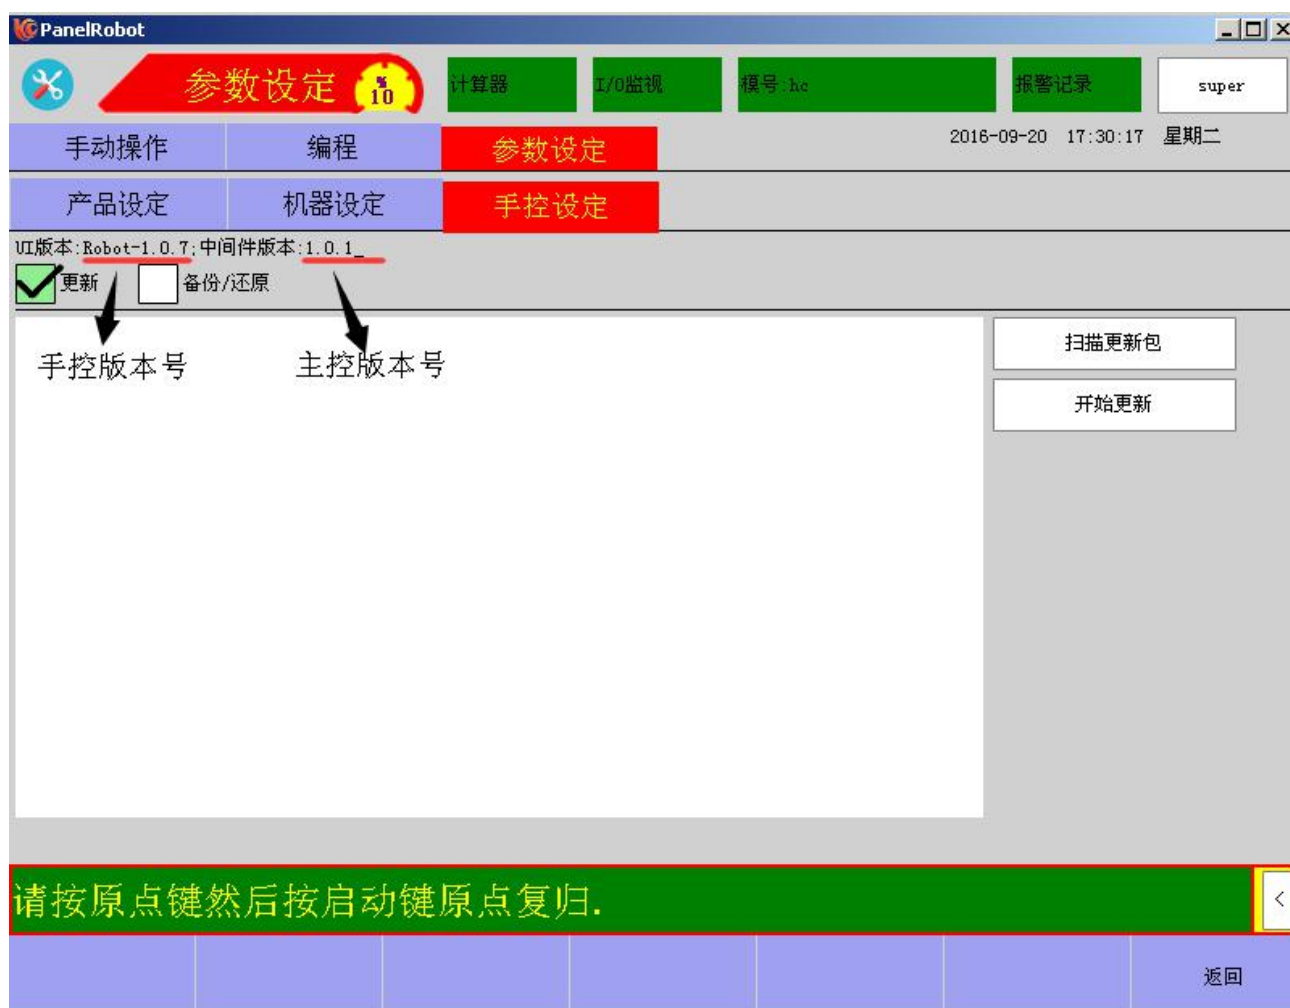 PanelRobot
参数设定 % 10 计算器 I/O监视 模号:hc 报警记录 super
手动操作 编程 参数设定 2016-09-20 17:30:17 星期二
产品设定 机器设定 手控设定
UI版本:Robot-1.0.7;中间件版本:1.0.1_
更新 备份/还原
扫描更新包
手控版本号 主控版本号
开始更新
请按原点键然后按启动键原点复归. <
返回